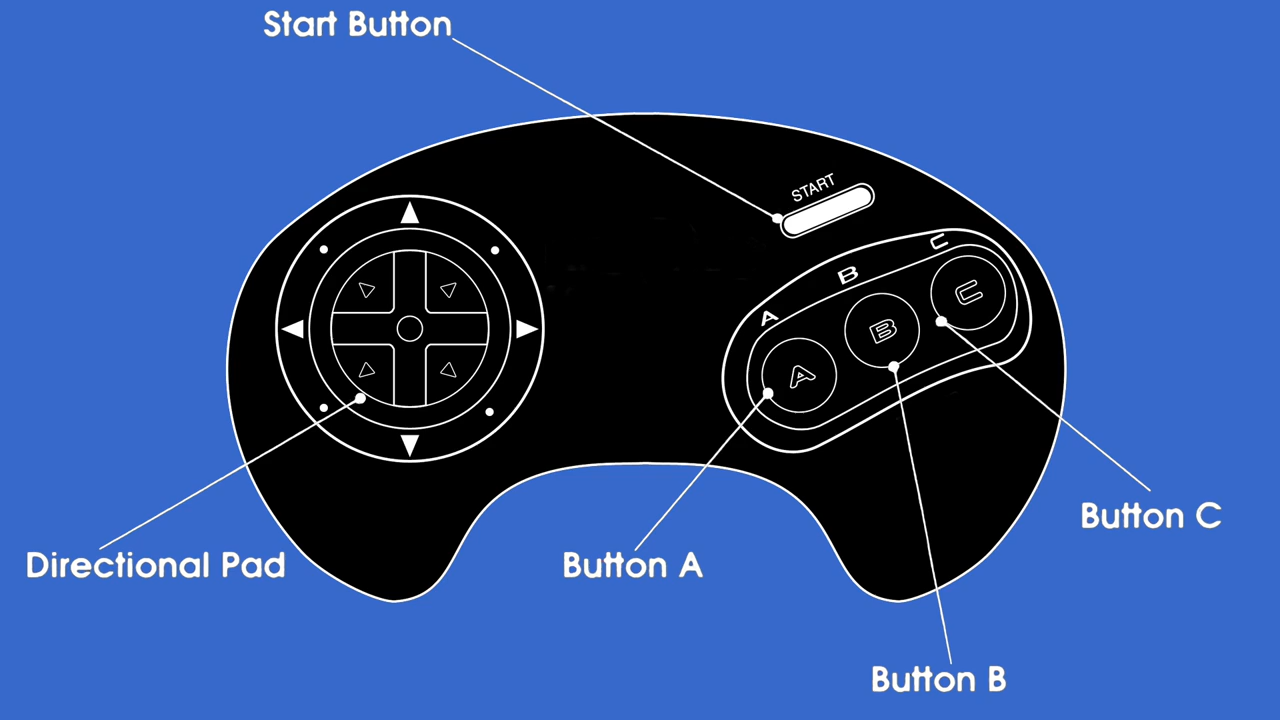 Start Button
START
C
B
A
C
B
A
Button C
Directional Pad
Button A
Button B